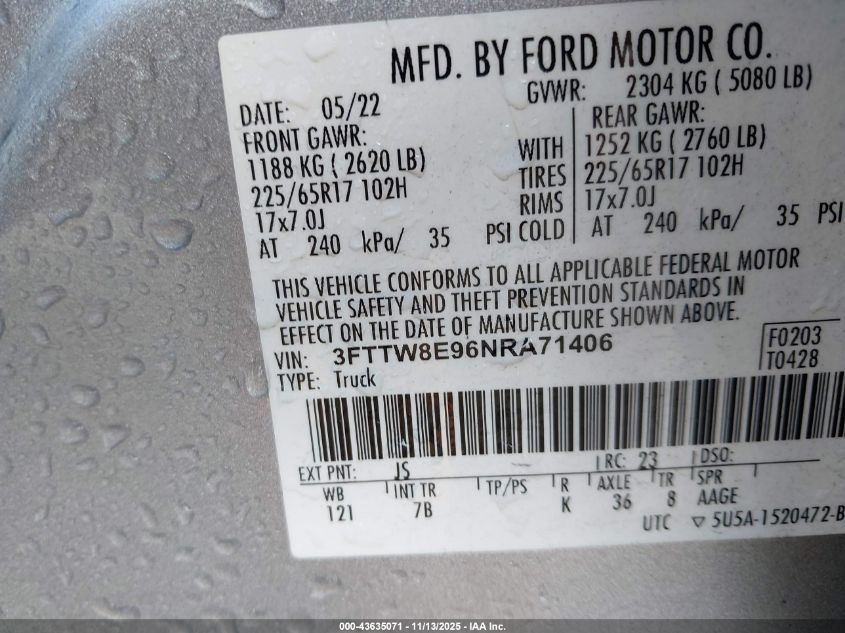 MFD. BY FORD MOTOR CO.
DATE: 05/22 GVWR: 2304 KG ( 5080 LB)
FRONT GAWR: REAR GAWR:
1188 KG ( 2620 LB) WITH 1252 KG ( 2760 LB)
225/65R17 102H TIRES 225/65R17 102H
17x7.0J RIMS 17x7.0J
AT 240 kPa/ 35 PSI COLD AT 240 kPa/ 35 PSI
THIS VEHICLE CONFORMS TO ALL APPLICABLE FEDERAL MOTOR
VEHICLE SAFETY AND THEFT PREVENTION STANDARDS IN
EFFECT ON THE DATE OF MANUFACTURE SHOWN ABOVE.
VIN: 3FTTW8E96NRA71406 F0203
TYPE: Truck T0428
EXT PNT: JS RC: 23 DSO:
WB INT TR TP/PS R AXLE TR SPR
121 7B K 36 8 AAGE
UTC ▽ 5U5A-1520472-B
000-43635071 - 11/13/2025 - IAA Inc.